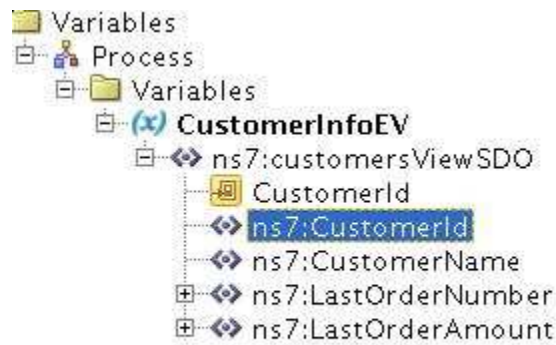 Variables
Process
Variables
(x) CustomerInfoEV
ns7:customersViewSDO
CustomerId
ns7:CustomerId
ns7:CustomerName
ns7:LastOrderNumber
ns7:LastOrderAmount